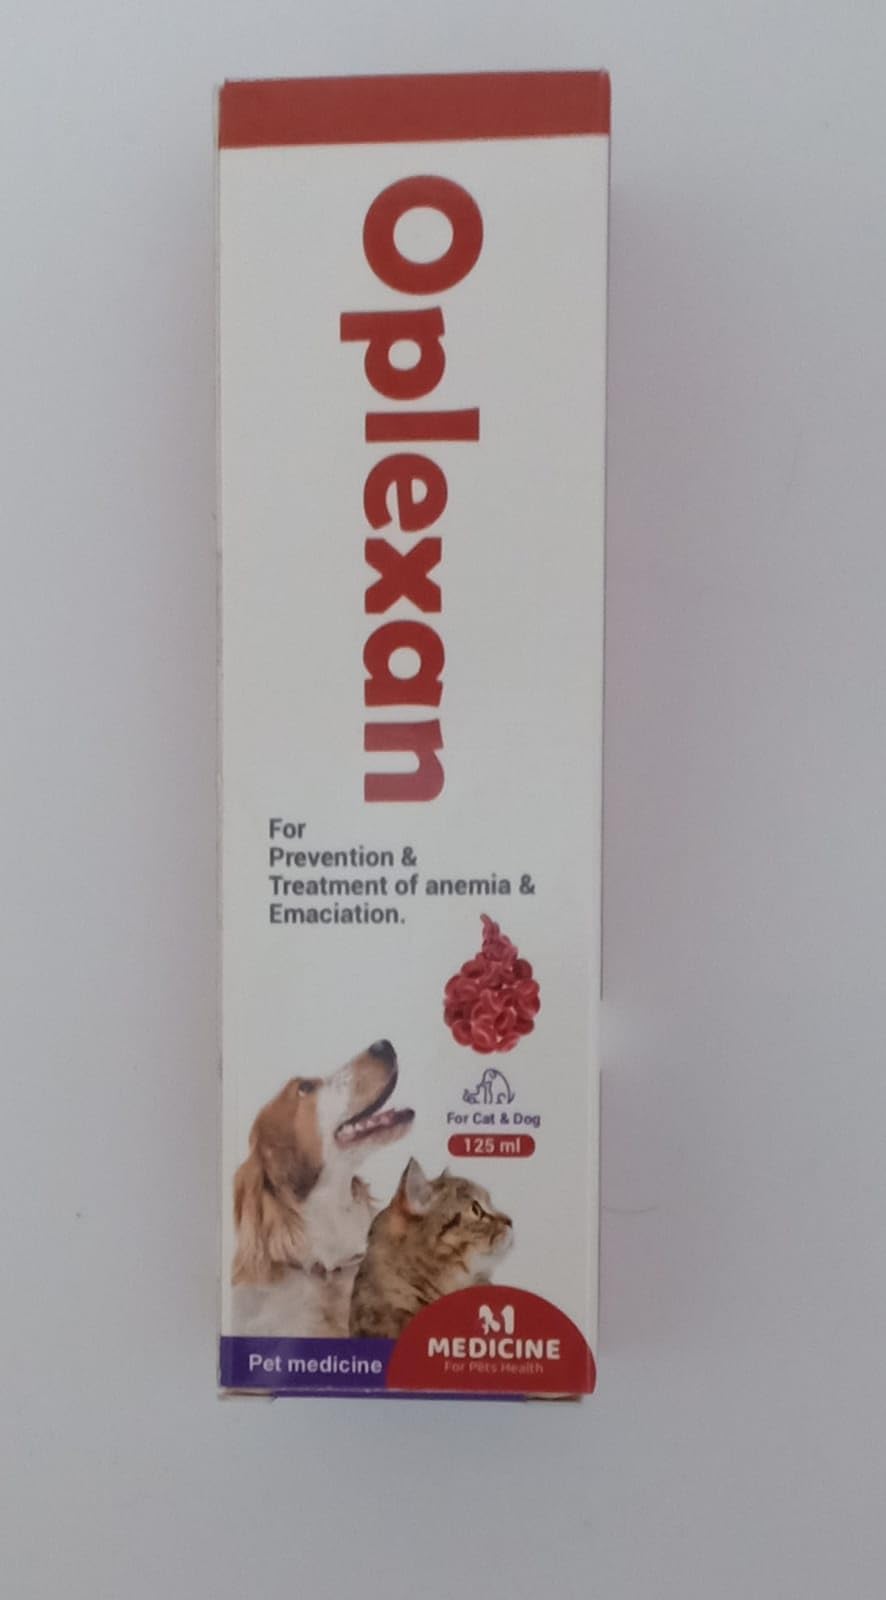 Oplexan
For
Prevention &
Treatment of anemia &
Emaciation.
For Cat & Dog
125 ml
MEDICINE
For Pets Health
Pet medicine